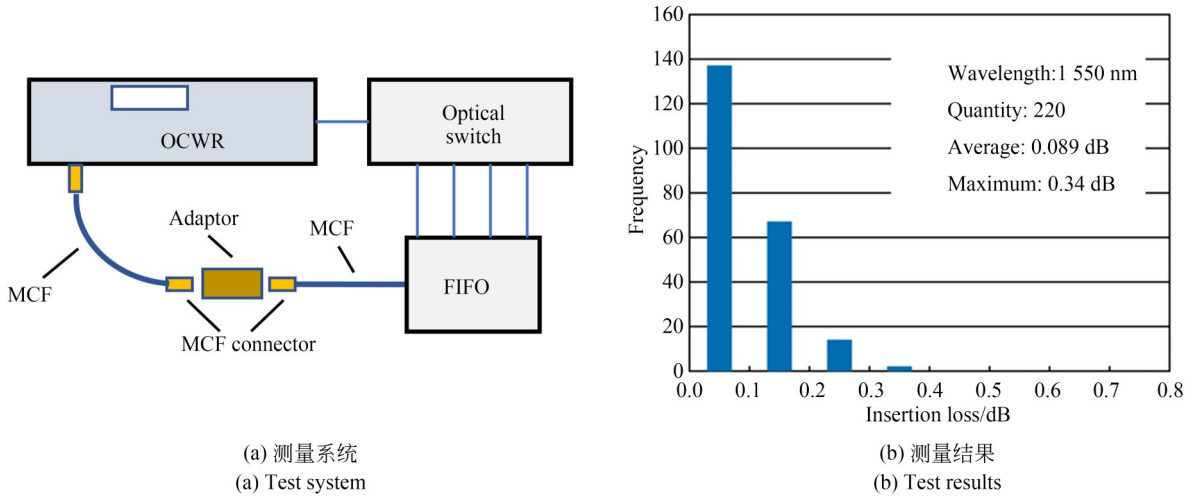 OCWR
Optical
switch
Adaptor
MCF
MCF
FIFO
MCF connector
(a) 测量系统
(a) Test system
160
140
120
100
80
60
40
20
0
Frequency
Wavelength:1 550 nm
Quantity: 220
Average: 0.089 dB
Maximum: 0.34 dB
0.0 0.1 0.2 0.3 0.4 0.5 0.6 0.7 0.8
Insertion loss/dB
(b) 测量结果
(b) Test results